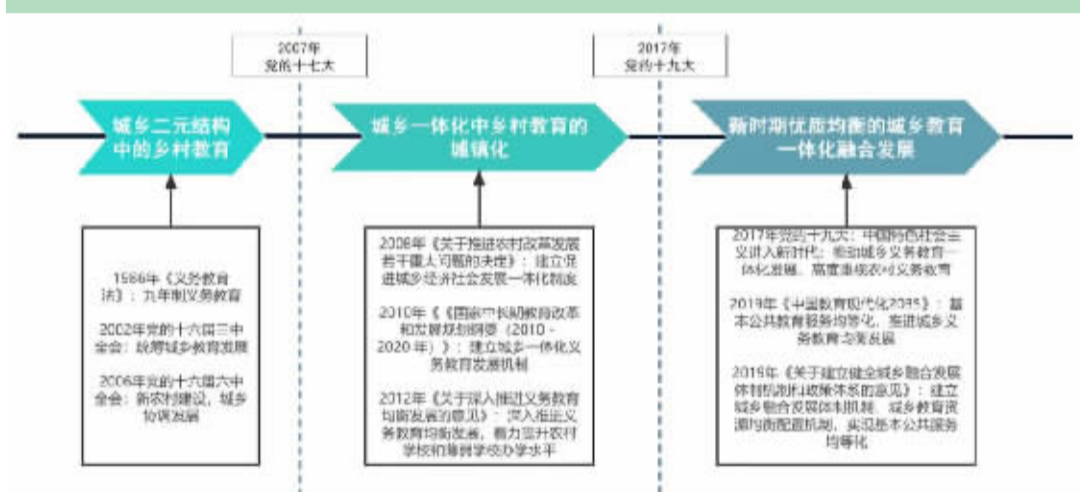 2007年
党的十七大
2017年
党的十九大
城乡二元结构
中的乡村教育
城乡一体化中乡村教育的
城镇化
新时期优质均衡的城乡教育
一体化融合发展
1986年《义务教育
法》：九年制义务教育
2002年党的十六届三中
全会：统筹城乡教育发展
2006年党的十六届六中
全会：新农村建设，城乡
协调发展
2008年《关于推进农村改革发展
若干重大问题的决定》：建立促
进城乡经济社会发展一体化制度
2010年《《国家中长期教育改革
和发展规划纲要（2010-
2020年）》：建立城乡一体化义
务教育发展机制
2012年《关于深入推进义务教育
均衡发展的意见》：深入推进义
务教育均衡发展，着力提升农村
学校和薄弱学校办学水平
2017年党的十九大：中国特色社会主
义进入新时代；推动城乡义务教育一
体化发展，高度重视农村义务教育
2019年《中国教育现代化2035》：基
本公共教育服务均等化，推进城乡义
务教育均衡发展
2019年《关于建立健全城乡融合发展
体制机制和政策体系的意见》：建立
城乡融合发展体制机制、城乡教育资
源均衡配置机制，实现基本公共服务
均等化